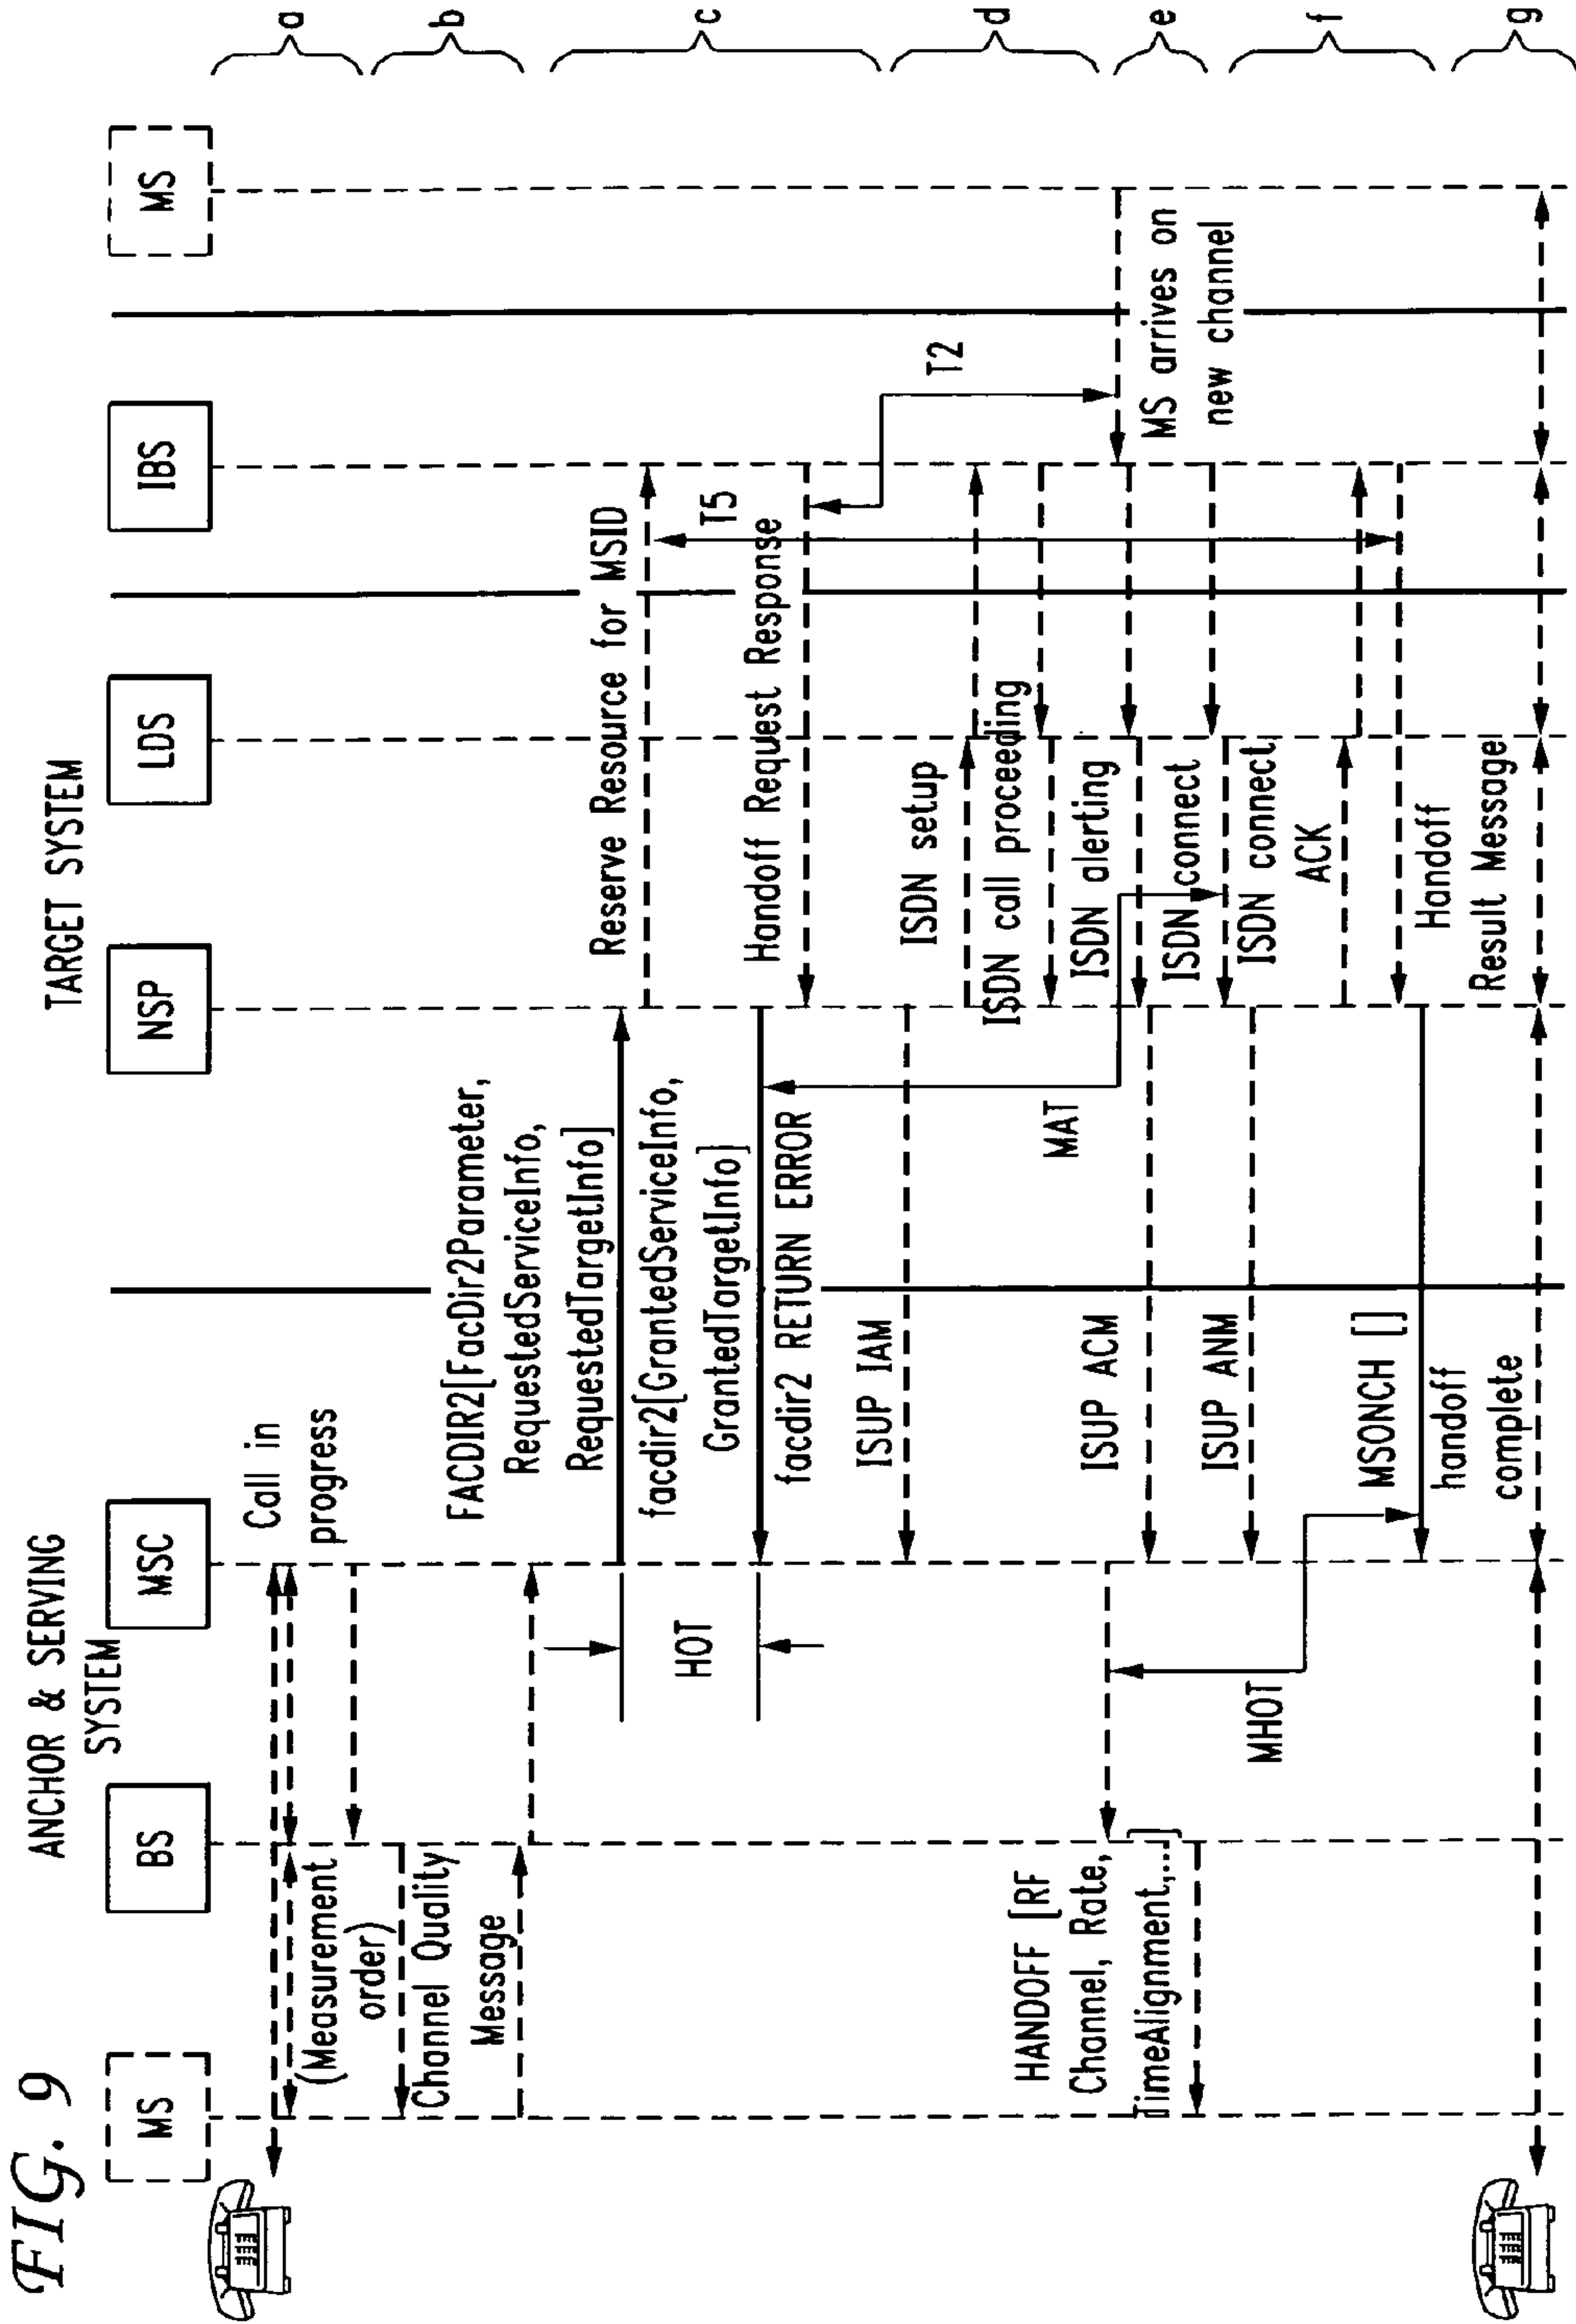 FIG. 9
ANCHOR & SERVING
SYSTEM
TARGET SYSTEM
MS
BS
MSC
NSP
LDS
IBS
MS
a
b
c
d
e
f
g
Call in
progress
(Measurement
order)
Channel Quality
Message
FACDIR2[FacDir2Parameter,
RequestedServiceInfo,
RequestedTargetInfo]
Reserve Resource for MSID
HOT
facdir2[GrantedServiceInfo,
GrantedTargetInfo]
facdir2 RETURN ERROR
Handoff Request Response
T5
T2
ISUP IAM
ISDN setup
ISDN call proceeding
MAT
HANDOFF [RF
Channel, Rate,
TimeAlignment,...]
MS arrives on
new channel
ISDN alerting
ISUP ACM
ISDN connect
ISUP ANM
ISDN connect
ACK
MHOT
MSONCH []
handoff
complete
Handoff
Result Message